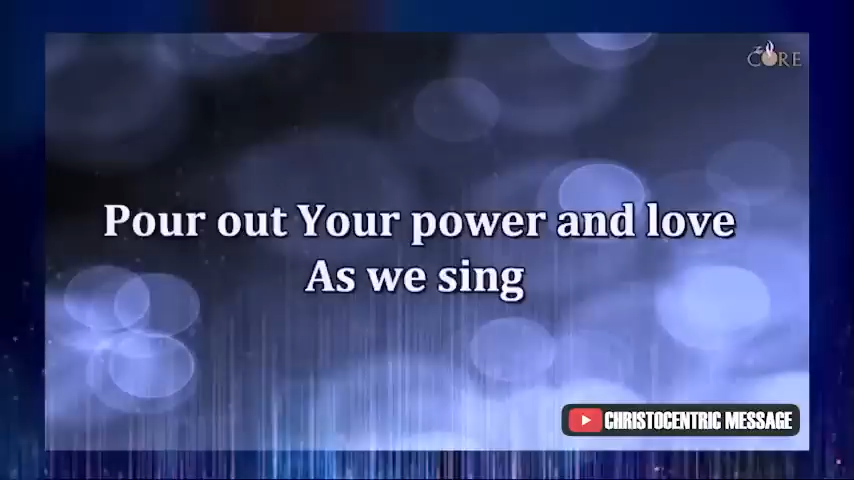 CORE
Pour out Your power and love
As we sing
CHRISTOCENTRIC MESSAGE